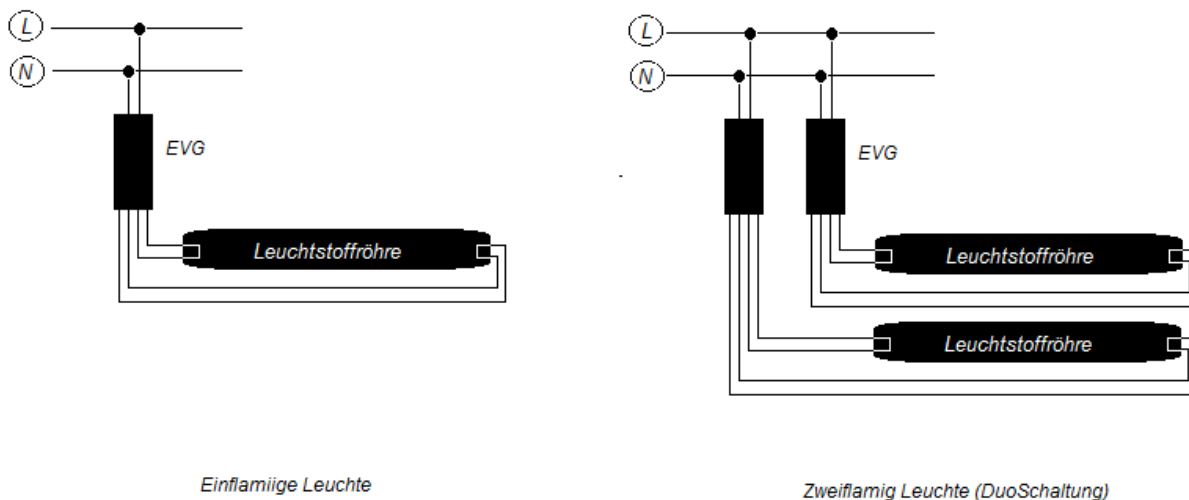 L
N
EVG
Leuchtstoffröhre
Einflamiige Leuchte
L
N
EVG
Leuchtstoffröhre
Leuchtstoffröhre
Zweiflamig Leuchte (DuoSchaltung)